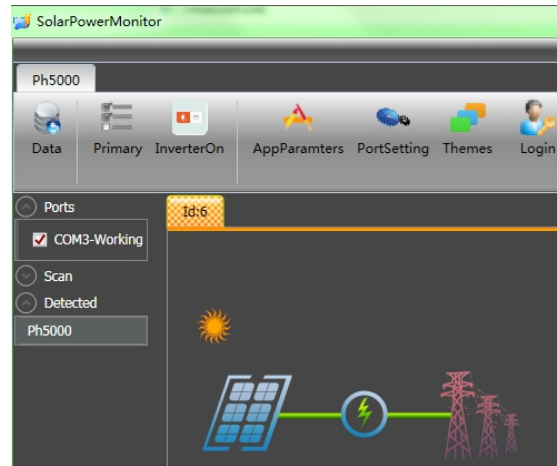 SolarPowerMonitor
Ph5000
Data Primary InverterOn AppParamters PortSetting Themes Login
Ports
COM3-Working
Scan
Detected
Ph5000
Id:6